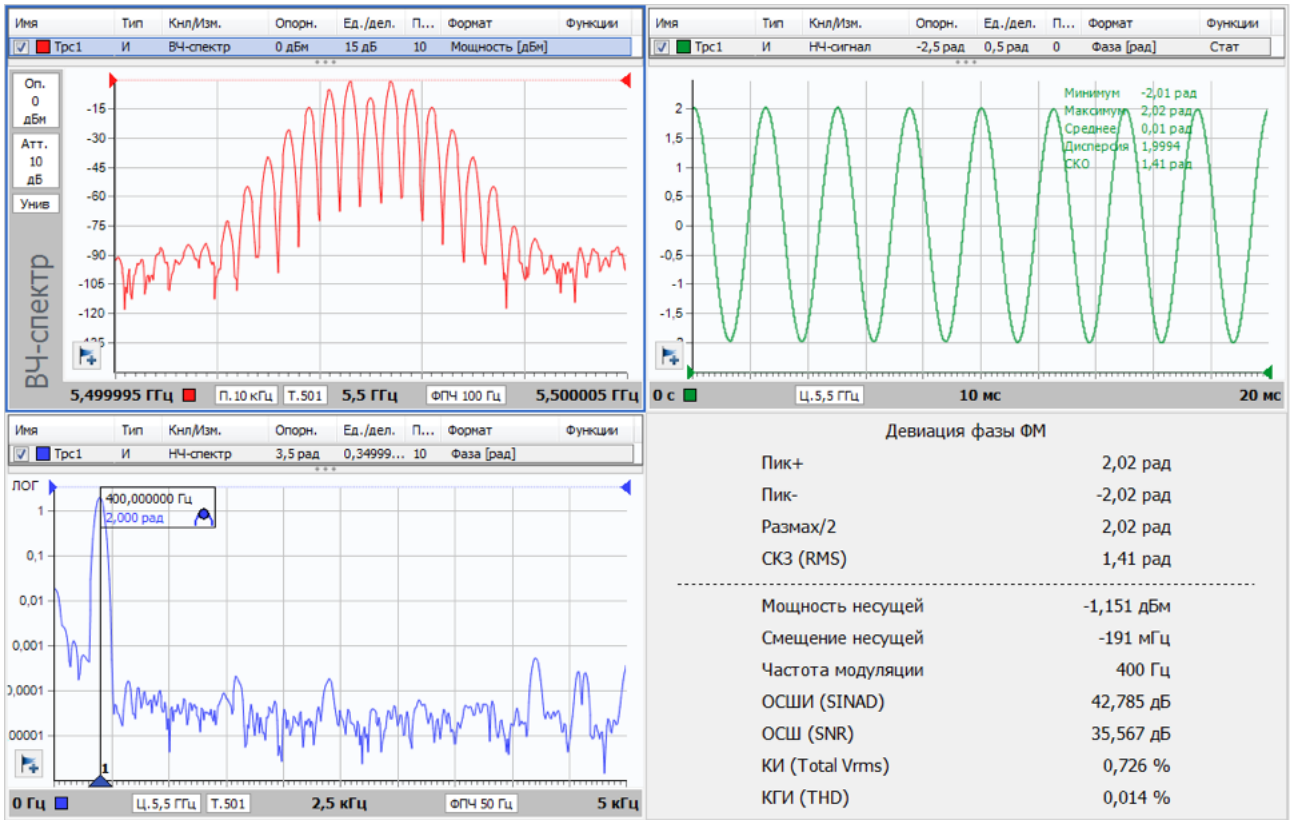 Имя Тип Кнл/Изм. Опорн. Ед./дел. П... Формат Функции
Трс1 И ВЧ-спектр 0 дБм 15 дБ 10 Мощность [дБм]
Оп.
0
дБм
Атт.
10
дБ
Унив
ВЧ-спектр
-15
-30
-45
-60
-75
-90
-105
-120
5,499995 ГГц П. 10 кГц Т.501 5,5 ГГц ФПЧ 100 Гц 5,500005 ГГц
Имя Тип Кнл/Изм. Опорн. Ед./дел. П... Формат Функции
Трс1 И НЧ-сигнал -2,5 рад 0,5 рад 0 Фаза [рад] Стат
Минимум -2,01 рад
Максимум 2,02 рад
Среднее 0,01 рад
Дисперсия 1,9994
СКО 1,41 рад
2
1,5
1
0,5
0
-0,5
-1
-1,5
0 с Ц.5,5 ГГц 10 мс 20 мс
Имя Тип Кнл/Изм. Опорн. Ед./дел. П... Формат Функции
Трс1 И НЧ-спектр 3,5 рад 0,34999... 10 Фаза [рад]
ЛОГ
400,000000 Гц
2,000 рад
1
0,1
0,01
0,001
0,0001
00001
1
0 Гц Ц.5,5 ГГц Т.501 2,5 кГц ФПЧ 50 Гц 5 кГц
Девиация фазы ФМ
Пик+ 2,02 рад
Пик- -2,02 рад
Размах/2 2,02 рад
СКЗ (RMS) 1,41 рад
Мощность несущей -1,151 дБм
Смещение несущей -191 мГц
Частота модуляции 400 Гц
ОСШИ (SINAD) 42,785 дБ
ОСШ (SNR) 35,567 дБ
КИ (Total Vrms) 0,726 %
КГИ (THD) 0,014 %